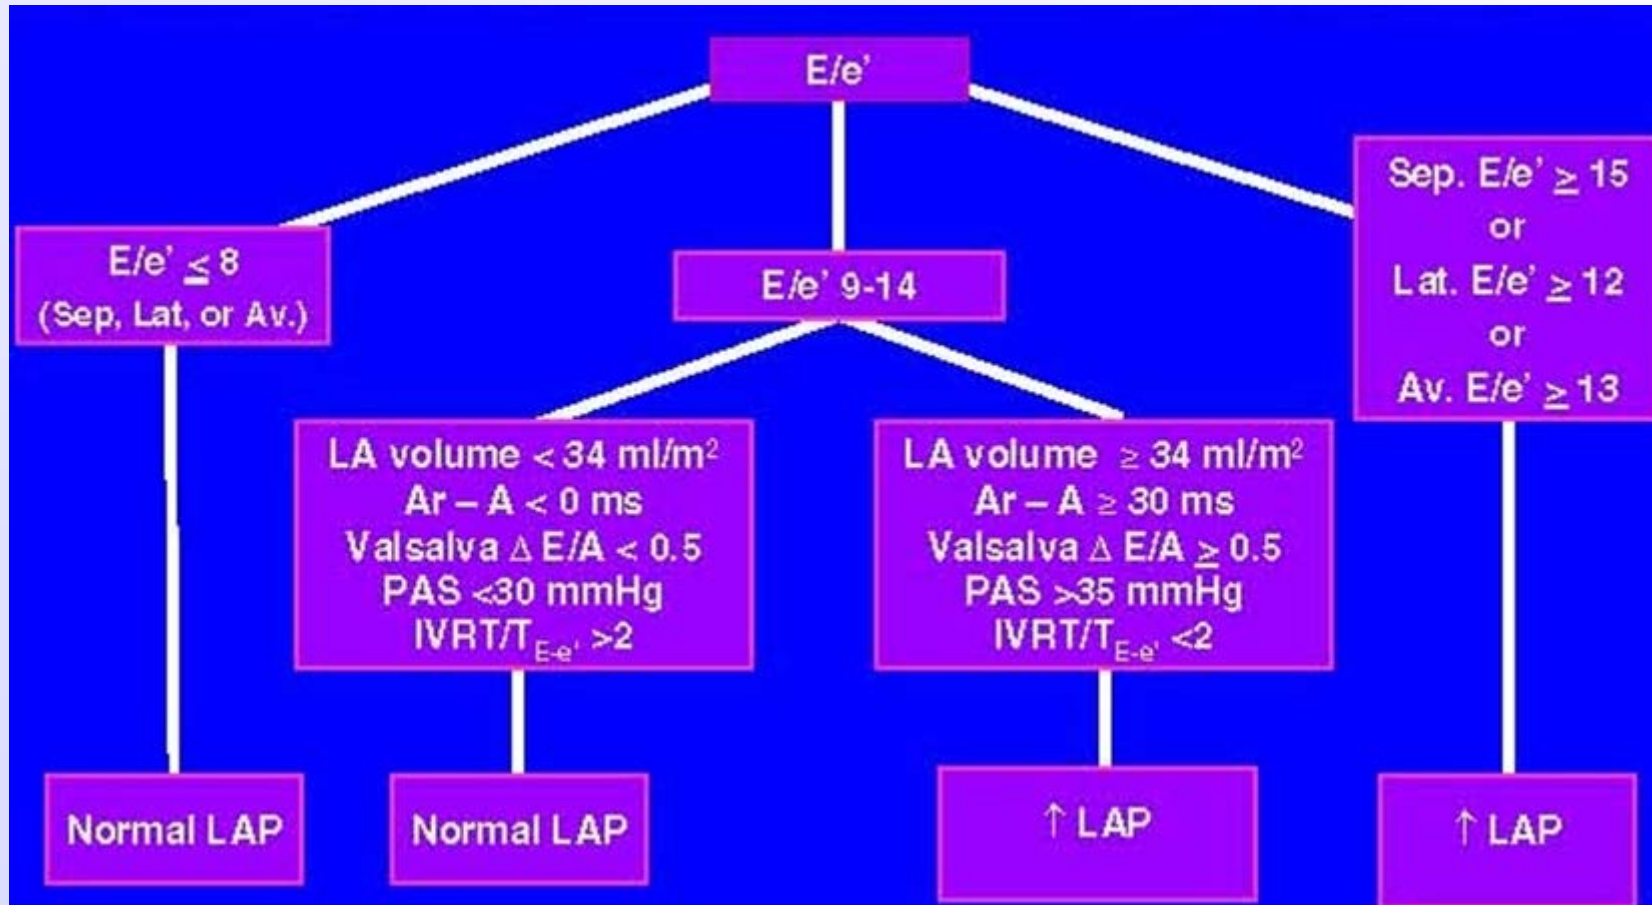 E/e'
E/e' ≤ 8
(Sep, Lat, or Av.)
E/e' 9-14
Sep. E/e' ≥ 15
or
Lat. E/e' ≥ 12
or
Av. E/e' ≥ 13
LA volume < 34 ml/m²
Ar – A < 0 ms
Valsalva Δ E/A < 0.5
PAS <30 mmHg
IVRT/T E-e' >2
LA volume ≥ 34 ml/m²
Ar – A ≥ 30 ms
Valsalva Δ E/A ≥ 0.5
PAS >35 mmHg
IVRT/T E-e' <2
Normal LAP
Normal LAP
↑ LAP
↑ LAP